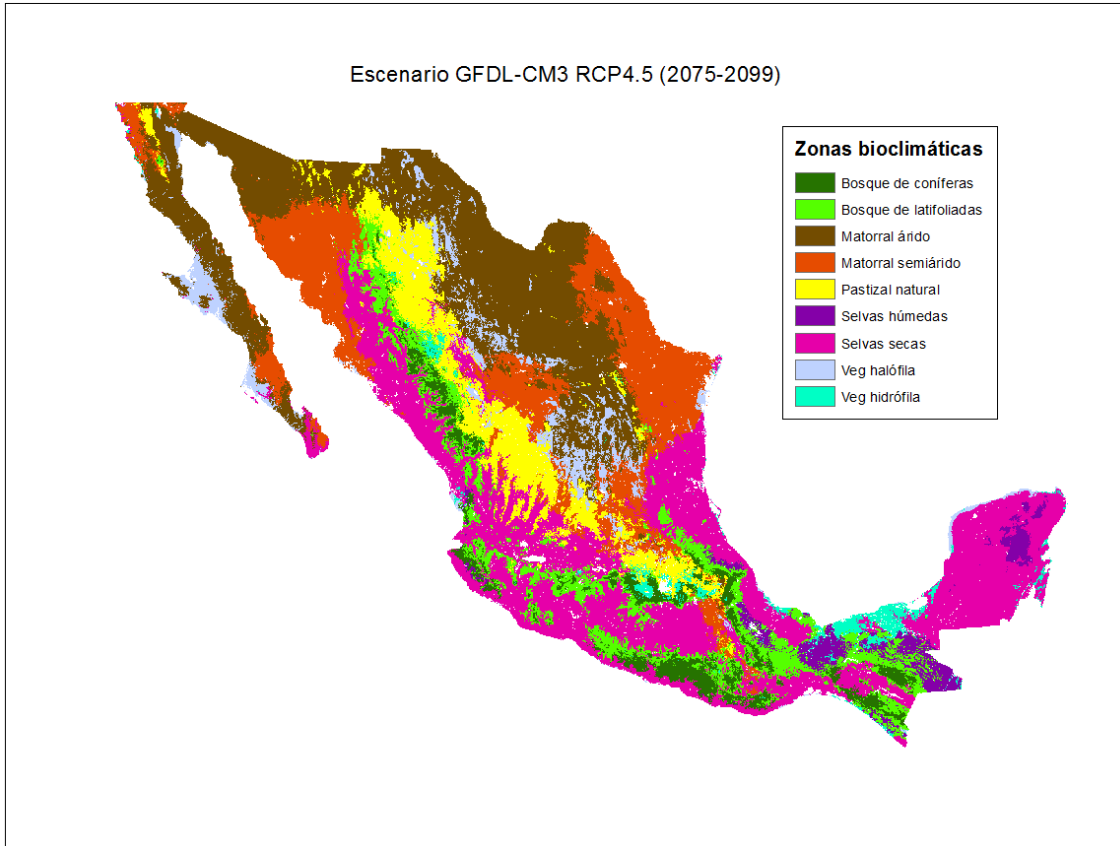 Escenario GFDL-CM3 RCP4.5 (2075-2099)
Zonas bioclimáticas
Bosque de coníferas
Bosque de latifoliadas
Matorral árido
Matorral semiárido
Pastizal natural
Selvas húmedas
Selvas secas
Veg halófila
Veg hidrófila